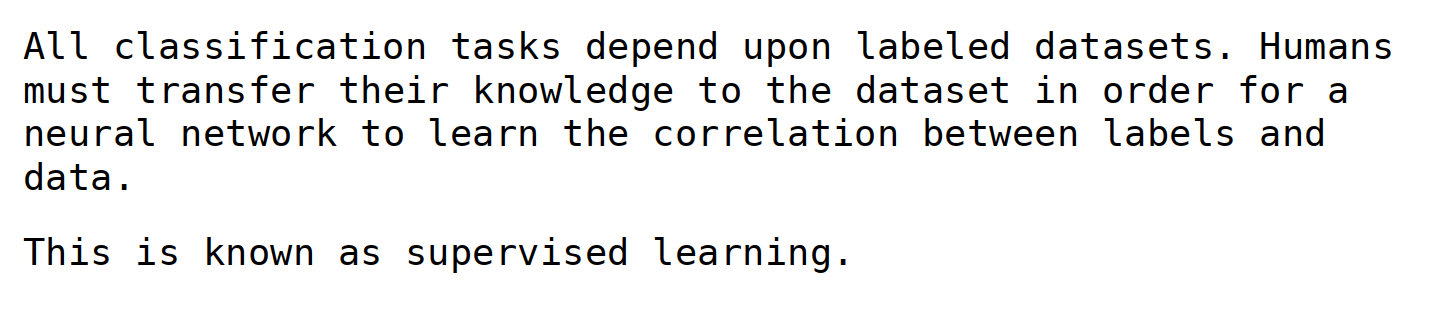 All classification tasks depend upon labeled datasets. Humans
must transfer their knowledge to the dataset in order for a
neural network to learn the correlation between labels and
data.
This is known as supervised learning.